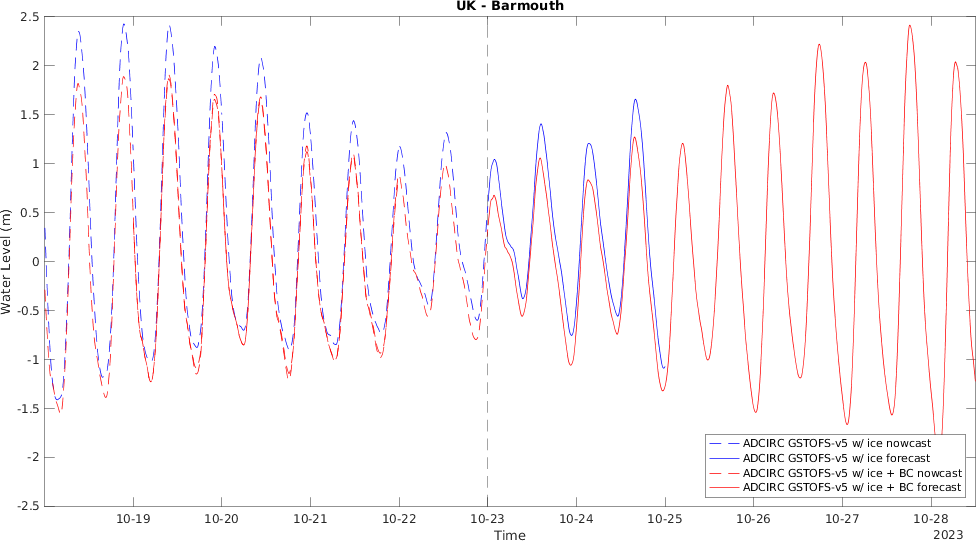 UK - Barmouth
2.5
2
1.5
1
0.5
0
-0.5
-1
-1.5
-2
-2.5
Water Level (m)
ADCIRC GSTOFS-v5 w/ ice nowcast
ADCIRC GSTOFS-v5 w/ ice forecast
ADCIRC GSTOFS-v5 w/ ice + BC nowcast
ADCIRC GSTOFS-v5 w/ ice + BC forecast
10-19 10-20 10-21 10-22 10-23 10-24 10-25 10-26 10-27 10-28
Time
2023